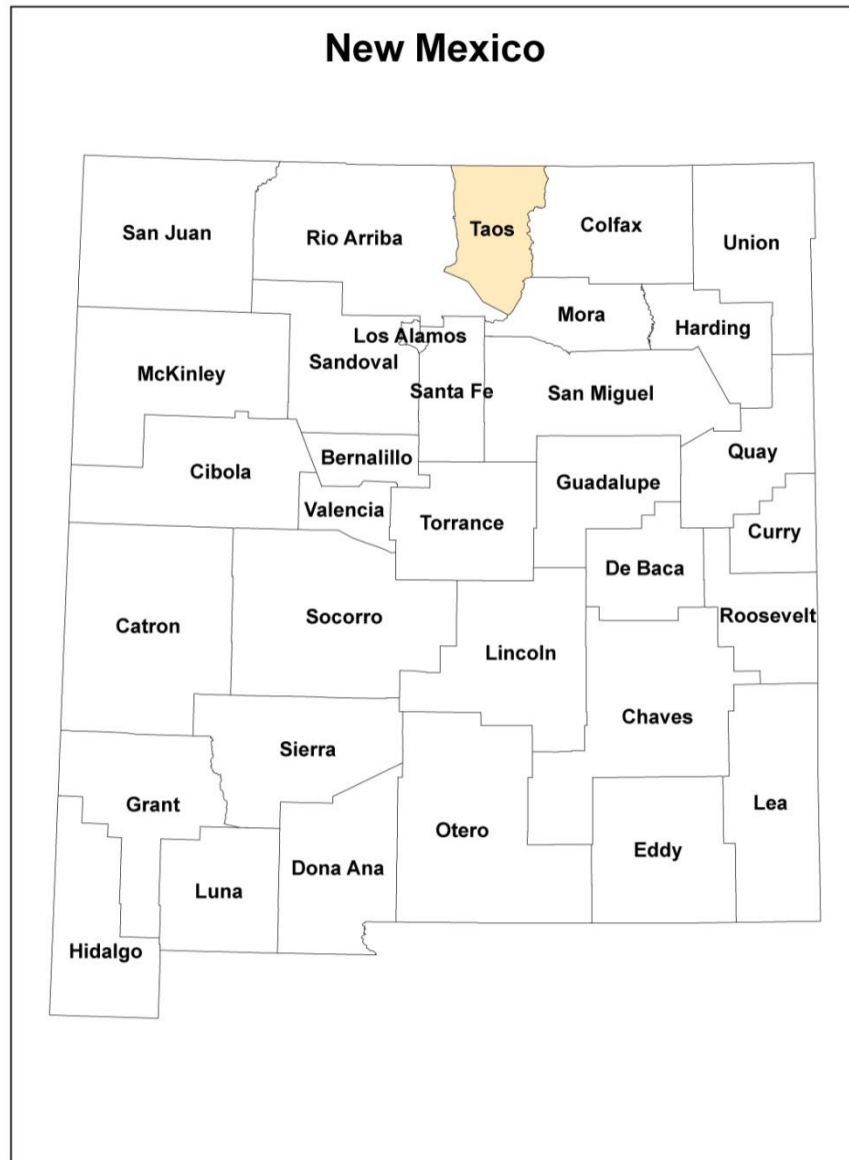 New Mexico
San Juan
Rio Arriba
Taos
Colfax
Union
Mora
Harding
Los Alamos
Sandoval
McKinley
Santa Fe
San Miguel
Bernalillo
Quay
Cibola
Guadalupe
Valencia
Torrance
Curry
De Baca
Catron
Socorro
Roosevelt
Lincoln
Chaves
Sierra
Grant
Lea
Otero
Eddy
Dona Ana
Luna
Hidalgo